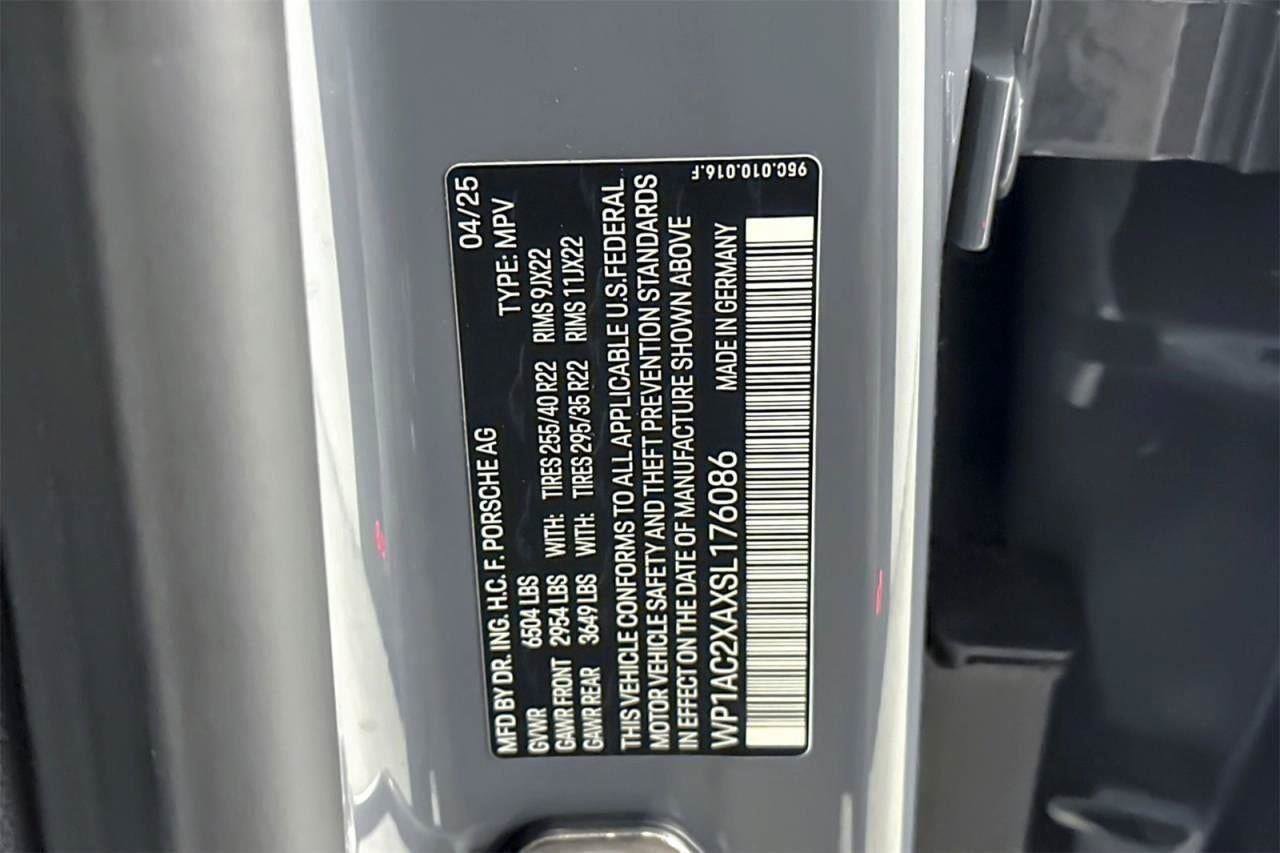 04/25
MFD BY DR. ING. H.C. F. PORSCHE AG TYPE: MPV
GVWR 6504 LBS
GAWR FRONT 2954 LBS WITH: TIRES 255/40 R22 RIMS 9JX22
GAWR REAR 3649 LBS WITH: TIRES 295/35 R22 RIMS 11JX22
THIS VEHICLE CONFORMS TO ALL APPLICABLE U.S. FEDERAL
MOTOR VEHICLE SAFETY AND THEFT PREVENTION STANDARDS
IN EFFECT ON THE DATE OF MANUFACTURE SHOWN ABOVE
WP1AC2XAXSL176086 MADE IN GERMANY
95C.010.016.F